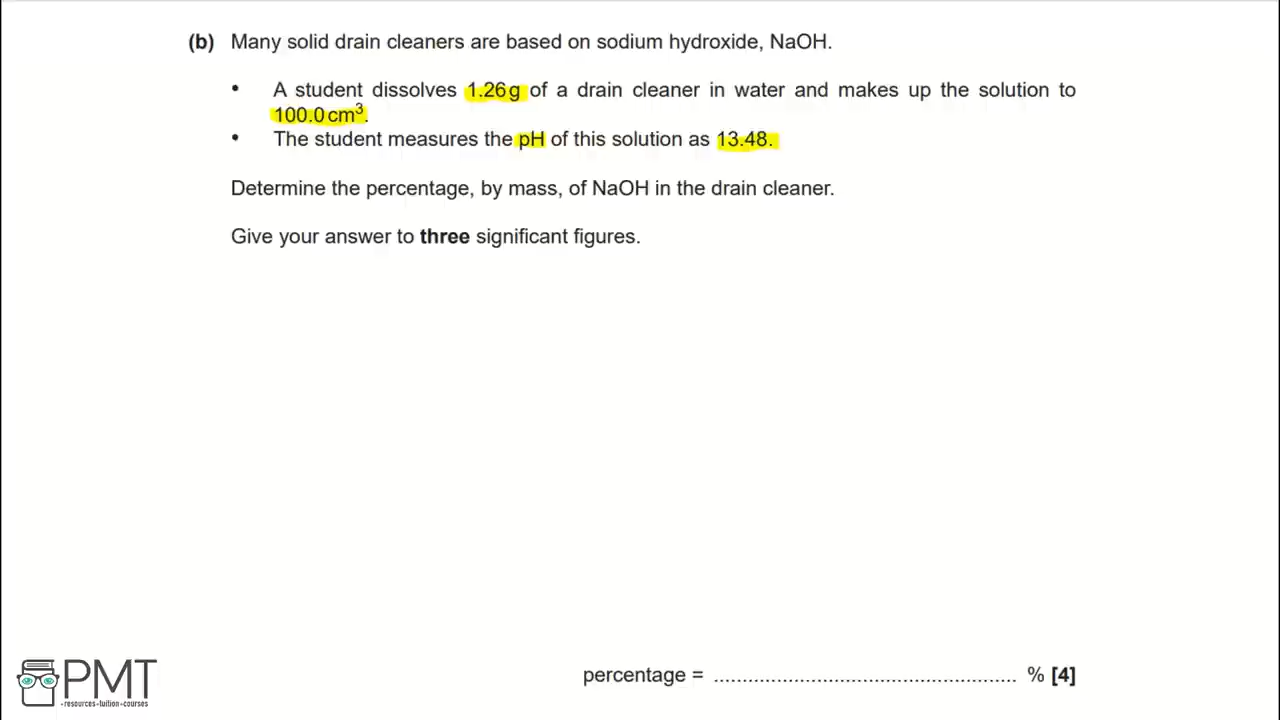 (b) Many solid drain cleaners are based on sodium hydroxide, NaOH.
• A student dissolves 1.26 g of a drain cleaner in water and makes up the solution to
100.0 cm³.
• The student measures the pH of this solution as 13.48.
Determine the percentage, by mass, of NaOH in the drain cleaner.
Give your answer to three significant figures.
percentage = .................................................... % [4]
PMT
•resources•tuition•courses